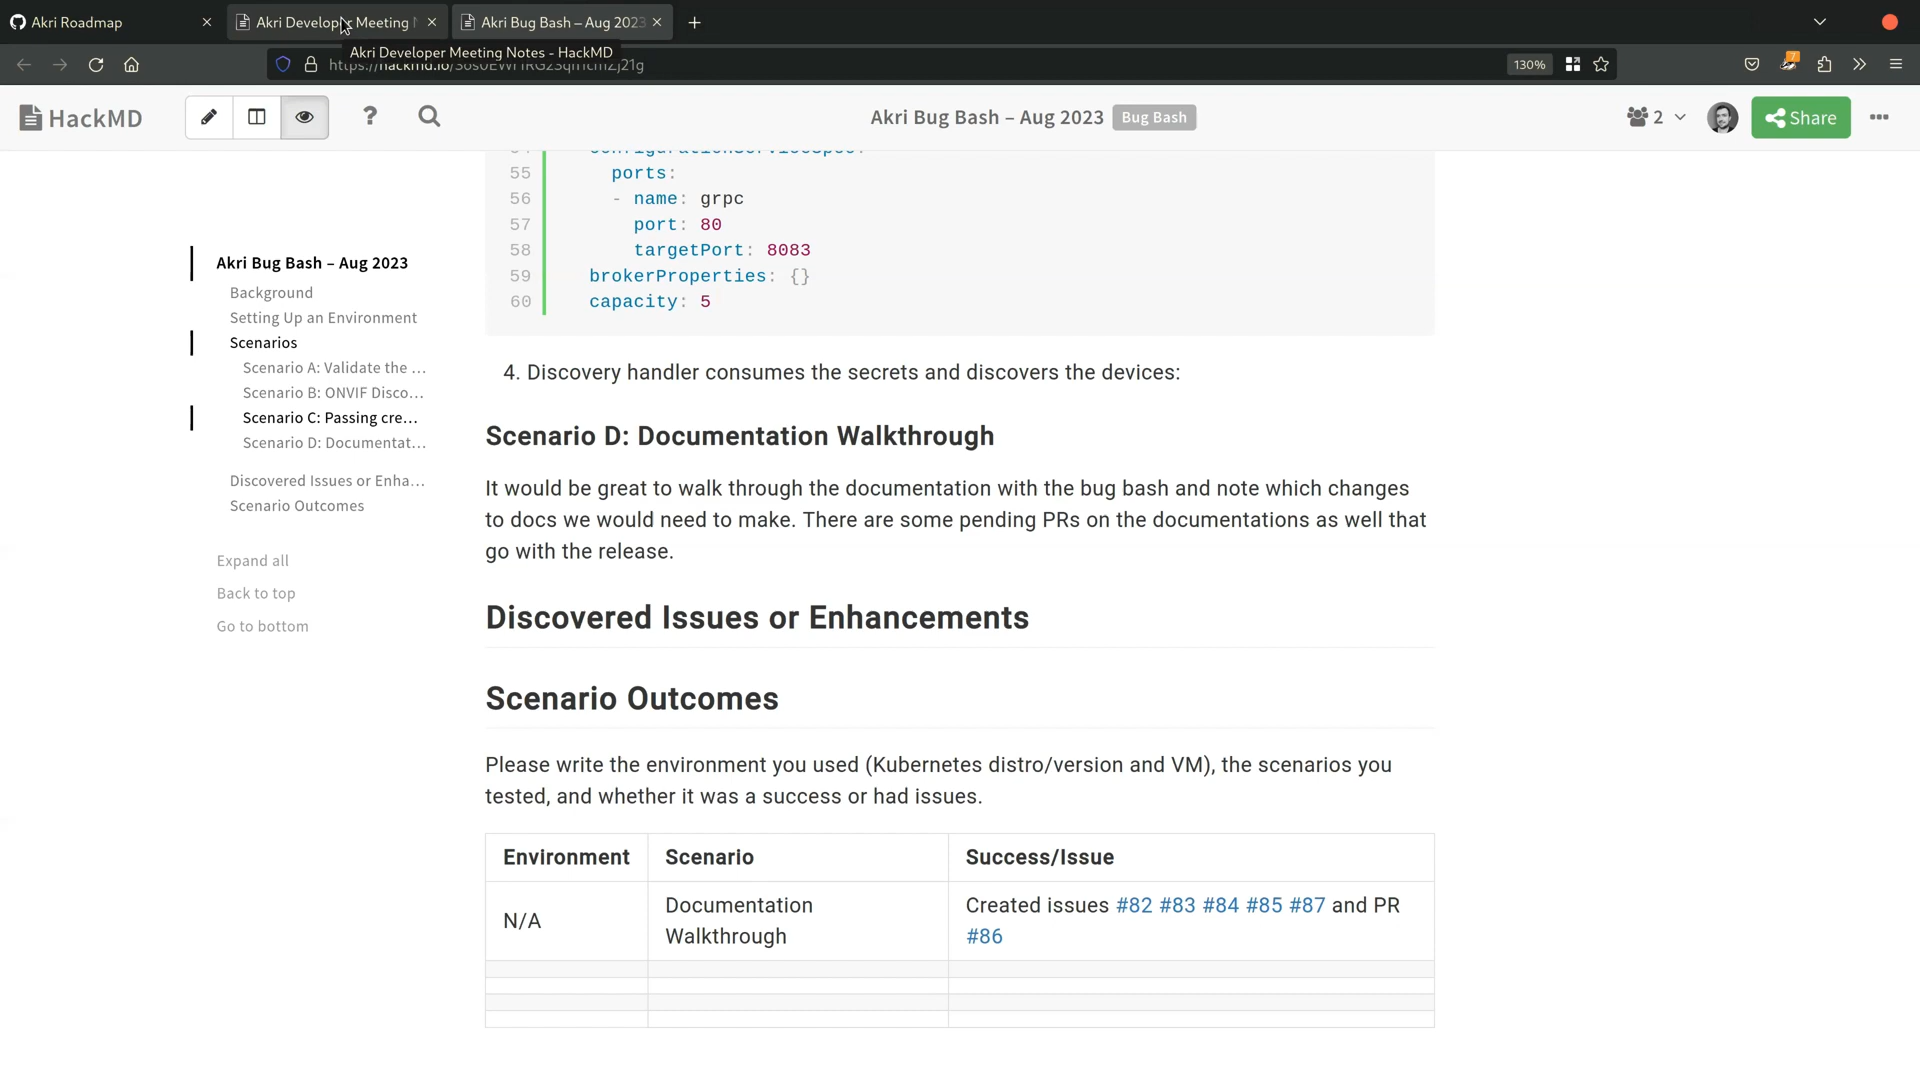 Akri Roadmap
Akri Developer Meeting
Akri Bug Bash – Aug 2023
Akri Developer Meeting Notes - HackMD
130%
7
HackMD
?
Akri Bug Bash – Aug 2023 Bug Bash
2
Share
55 ports:
56 - name: grpc
57 port: 80
58 targetPort: 8083
59 brokerProperties: {}
60 capacity: 5
Akri Bug Bash – Aug 2023
Background
Setting Up an Environment
Scenarios
Scenario A: Validate the ...
Scenario B: ONVIF Disco...
Scenario C: Passing cre...
Scenario D: Documentat...
Discovered Issues or Enha...
Scenario Outcomes
Expand all
Back to top
Go to bottom
4. Discovery handler consumes the secrets and discovers the devices:
Scenario D: Documentation Walkthrough
It would be great to walk through the documentation with the bug bash and note which changes
to docs we would need to make. There are some pending PRs on the documentations as well that
go with the release.
Discovered Issues or Enhancements
Scenario Outcomes
Please write the environment you used (Kubernetes distro/version and VM), the scenarios you
tested, and whether it was a success or had issues.
Environment Scenario Success/Issue
N/A Documentation Walkthrough Created issues #82 #83 #84 #85 #87 and PR #86